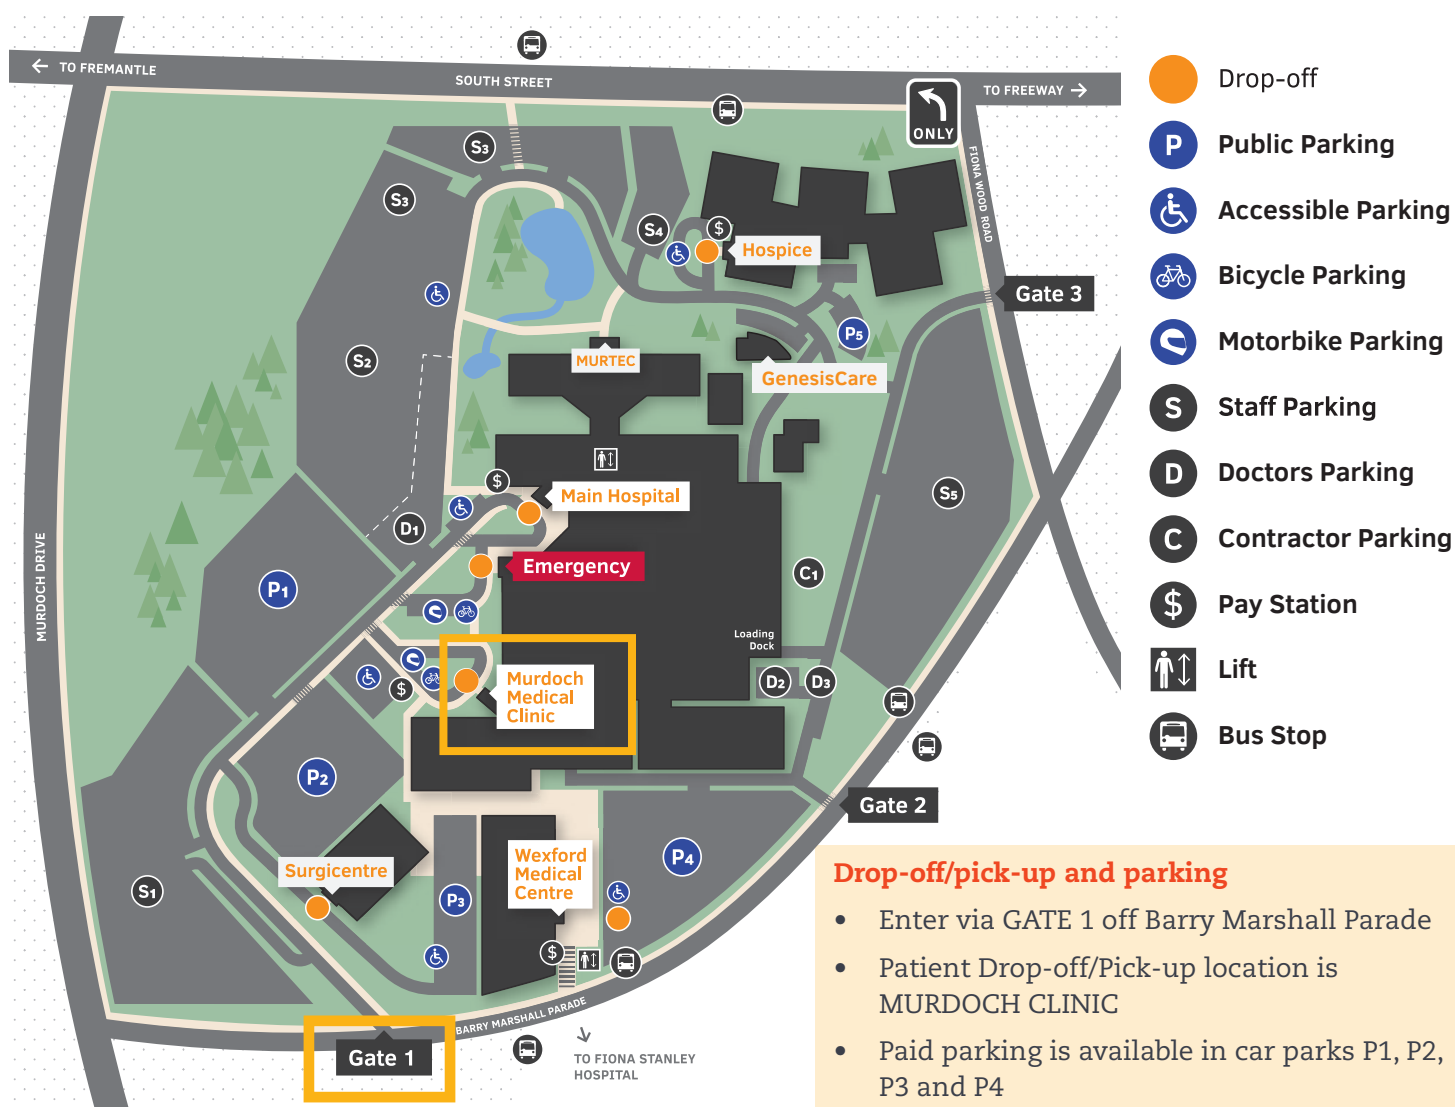 ← TO FREMANTLE
SOUTH STREET
TO FREEWAY →
ONLY
FIONA WOOD ROAD
MURDOCH DRIVE
S3
S3
S4
$
Hospice
Gate 3
P5
S2
MURTEC
GenesisCare
$
Main Hospital
S5
D1
Emergency
C1
P1
Loading
Dock
Murdoch
Medical
Clinic
$
D2
D3
P2
Gate 2
Surgicentre
Wexford
Medical
Centre
P4
S1
P3
$
BARRY MARSHALL PARADE
Gate 1
TO FIONA STANLEY
HOSPITAL
Drop-off
P Public Parking
Accessible Parking
Bicycle Parking
Motorbike Parking
S Staff Parking
D Doctors Parking
C Contractor Parking
$ Pay Station
Lift
Bus Stop
Drop-off/pick-up and parking
• Enter via GATE 1 off Barry Marshall Parade
• Patient Drop-off/Pick-up location is
MURDOCH CLINIC
• Paid parking is available in car parks P1, P2,
P3 and P4